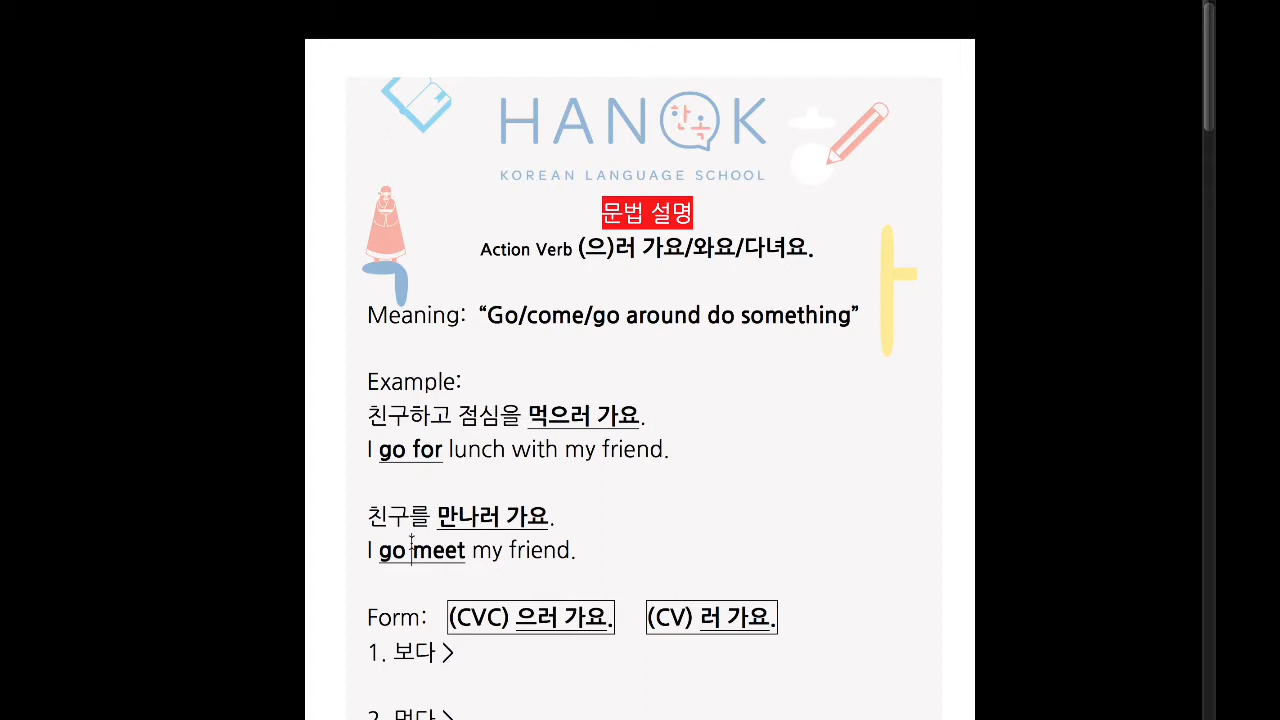 HANOK
한옥
KOREAN LANGUAGE SCHOOL
문법 설명
Action Verb (으)러 가요/와요/다녀요.
Meaning: “Go/come/go around do something”
Example:
친구하고 점심을 먹으러 가요.
I go for lunch with my friend.
친구를 만나러 가요.
I go meet my friend.
Form: (CVC) 으러 가요. (CV) 러 가요.
1. 보다 >
2. 먹다 >